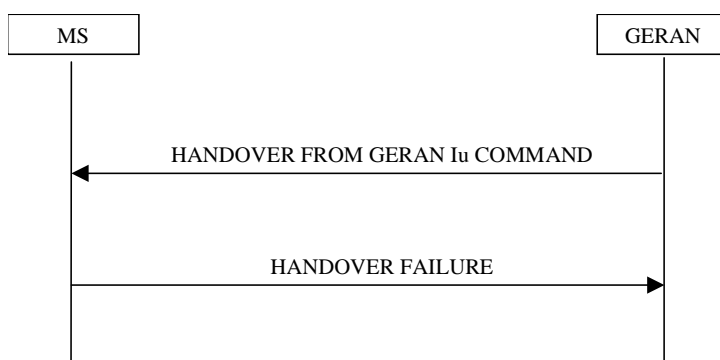 MS
GERAN
HANDOVER FROM GERAN Iu COMMAND
HANDOVER FAILURE